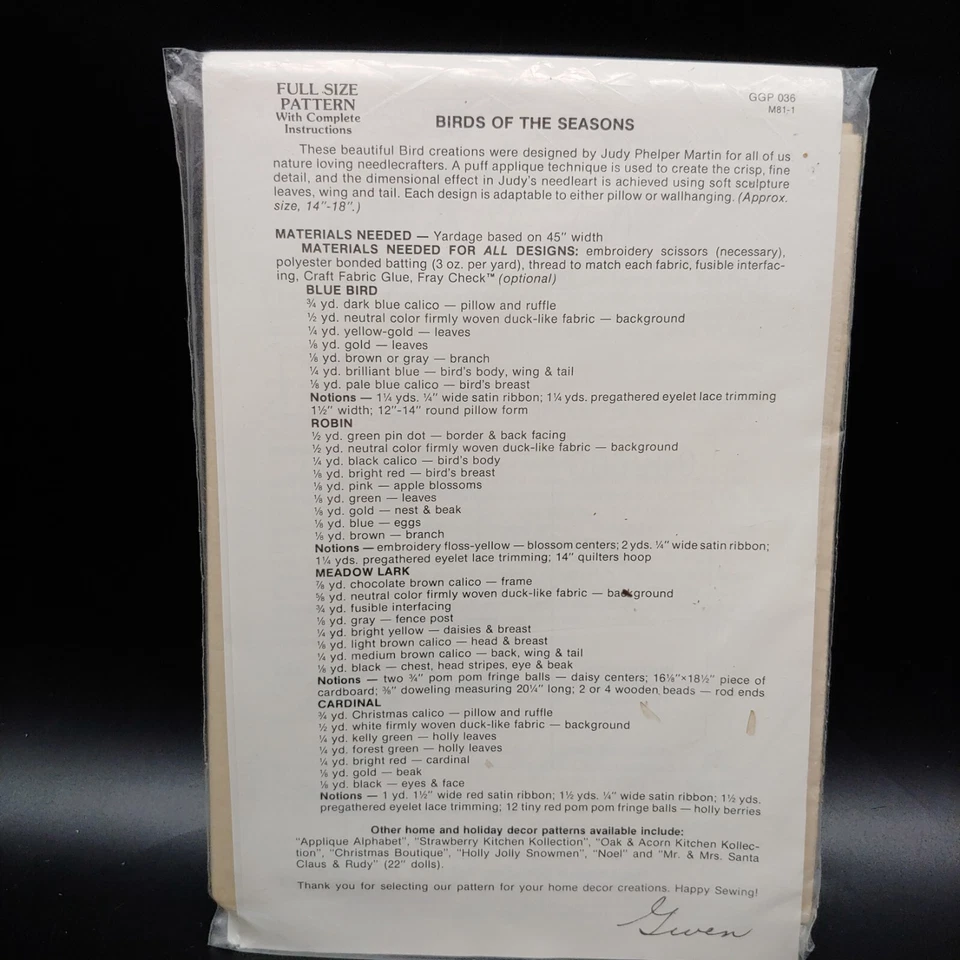 FULL SIZE
PATTERN
With Complete
Instructions
GGP 036
M81-1
BIRDS OF THE SEASONS
These beautiful Bird creations were designed by Judy Phelper Martin for all of us
nature loving needlecrafters. A puff applique technique is used to create the crisp, fine
detail, and the dimensional effect in Judy's needleart is achieved using soft sculpture
leaves, wing and tail. Each design is adaptable to either pillow or wallhanging. (Approx.
size, 14"-18".)
MATERIALS NEEDED — Yardage based on 45" width
MATERIALS NEEDED FOR ALL DESIGNS: embroidery scissors (necessary),
polyester bonded batting (3 oz. per yard), thread to match each fabric, fusible interfac-
ing, Craft Fabric Glue, Fray Check™ (optional)
BLUE BIRD
¾ yd. dark blue calico — pillow and ruffle
½ yd. neutral color firmly woven duck-like fabric — background
¼ yd. yellow-gold — leaves
⅛ yd. gold — leaves
⅛ yd. brown or gray — branch
¼ yd. brilliant blue — bird's body, wing & tail
⅛ yd. pale blue calico — bird's breast
Notions — 1¼ yds. ¼" wide satin ribbon; 1¼ yds. pregathered eyelet lace trimming
1½" width; 12"-14" round pillow form
ROBIN
½ yd. green pin dot — border & back facing
½ yd. neutral color firmly woven duck-like fabric — background
¼ yd. black calico — bird's body
⅛ yd. bright red — bird's breast
⅛ yd. pink — apple blossoms
⅛ yd. green — leaves
⅛ yd. gold — nest & beak
⅛ yd. blue — eggs
⅛ yd. brown — branch
Notions — embroidery floss-yellow — blossom centers; 2 yds. ¼" wide satin ribbon;
1¼ yds. pregathered eyelet lace trimming; 14" quilters hoop
MEADOW LARK
⅞ yd. chocolate brown calico — frame
⅝ yd. neutral color firmly woven duck-like fabric — background
¾ yd. fusible interfacing
⅛ yd. gray — fence post
¼ yd. bright yellow — daisies & breast
⅛ yd. light brown calico — head & breast
¼ yd. medium brown calico — back, wing & tail
⅛ yd. black — chest, head stripes, eye & beak
Notions — two ¾" pom pom fringe balls — daisy centers; 16⅛"×18½" piece of
cardboard; ⅜" doweling measuring 20¼" long; 2 or 4 wooden beads — rod ends
CARDINAL
¾ yd. Christmas calico — pillow and ruffle
½ yd. white firmly woven duck-like fabric — background
¼ yd. kelly green — holly leaves
¼ yd. forest green — holly leaves
¼ yd. bright red — cardinal
⅛ yd. gold — beak
⅛ yd. black — eyes & face
Notions — 1 yd. 1½" wide red satin ribbon; 1½ yds. ¼" wide satin ribbon; 1½ yds.
pregathered eyelet lace trimming; 12 tiny red pom pom fringe balls — holly berries
Other home and holiday decor patterns available include:
"Applique Alphabet", "Strawberry Kitchen Kollection", "Oak & Acorn Kitchen Kollec-
tion", "Christmas Boutique", "Holly Jolly Snowmen", "Noel" and "Mr. & Mrs. Santa
Claus & Rudy" (22" dolls).
Thank you for selecting our pattern for your home decor creations. Happy Sewing!
Gwen